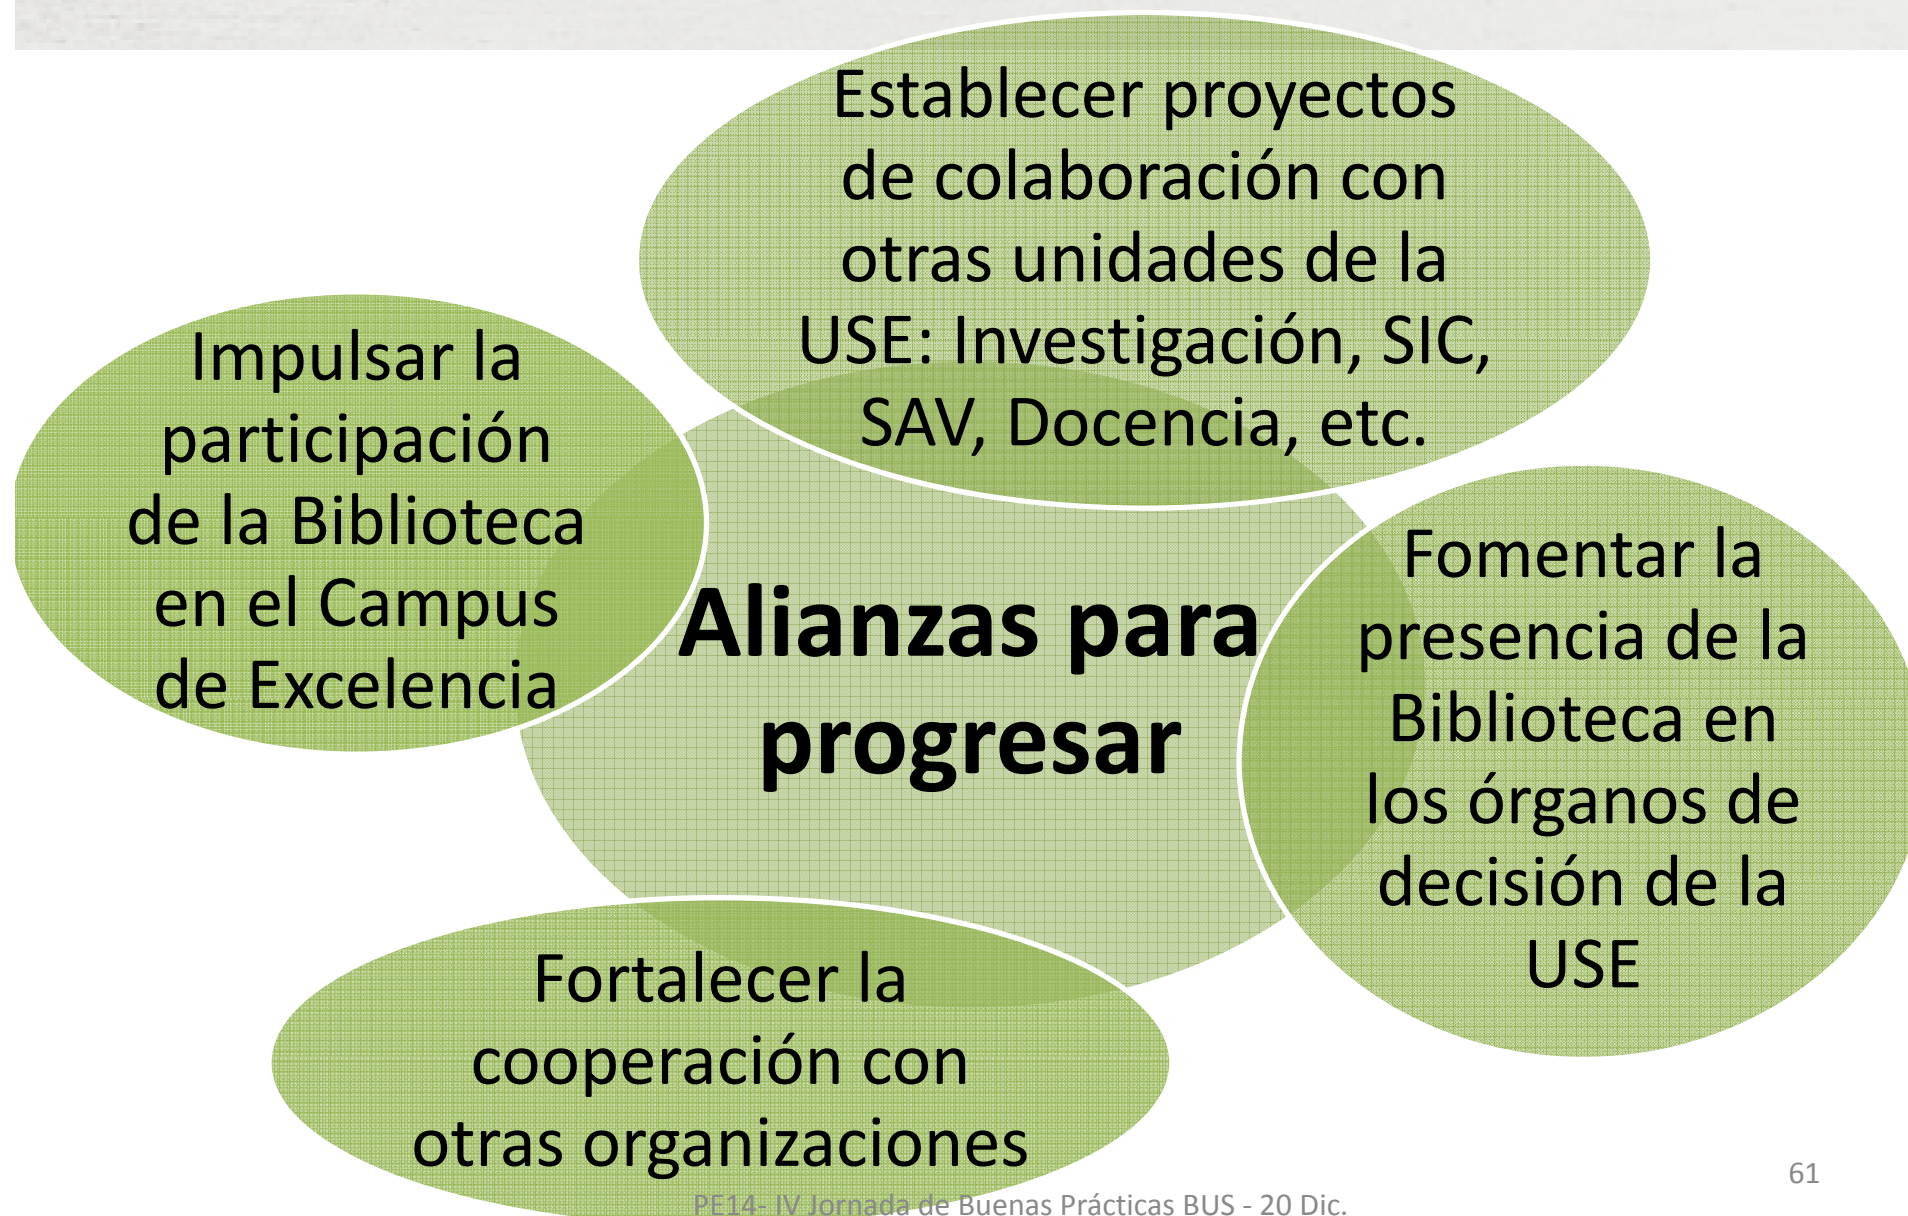 Establecer proyectos
de colaboración con
otras unidades de la
USE: Investigación, SIC,
SAV, Docencia, etc.
Impulsar la
participación
de la Biblioteca
en el Campus
de Excelencia
Alianzas para
progresar
Fomentar la
presencia de la
Biblioteca en
los órganos de
decisión de la
USE
Fortalecer la
cooperación con
otras organizaciones
61
PE14- IV Jornada de Buenas Prácticas BUS - 20 Dic.